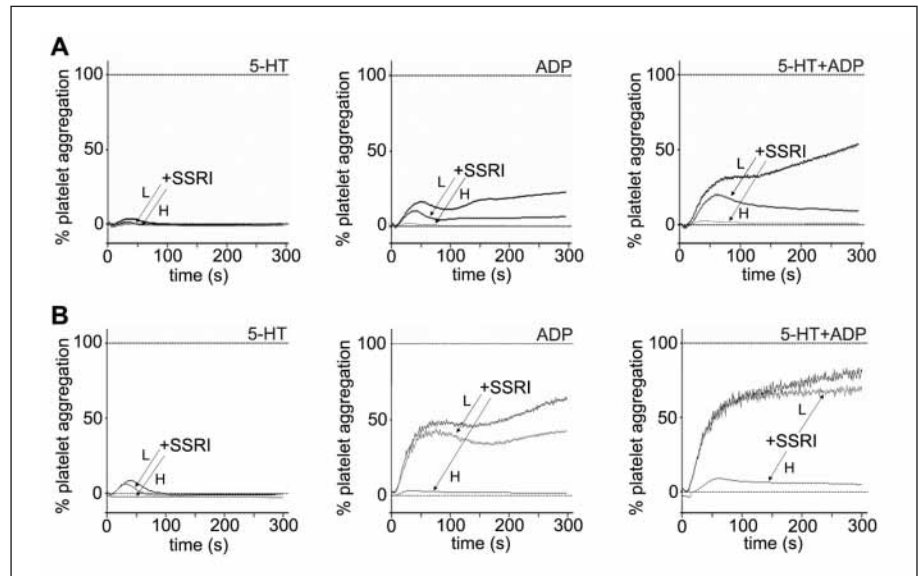 A
5-HT
100
50
0
% platelet aggregation
+SSRI
L
H
0 100 200 300
time (s)
ADP
100
50
0
% platelet aggregation
+SSRI
L
H
0 100 200 300
time (s)
5-HT+ADP
100
50
0
% platelet aggregation
+SSRI
L
H
0 100 200 300
time (s)
B
5-HT
100
50
0
% platelet aggregation
+SSRI
L
H
0 100 200 300
time (s)
ADP
100
50
0
% platelet aggregation
+SSRI
L
H
0 100 200 300
time (s)
5-HT+ADP
100
50
0
% platelet aggregation
L
+SSRI
H
0 100 200 300
time (s)